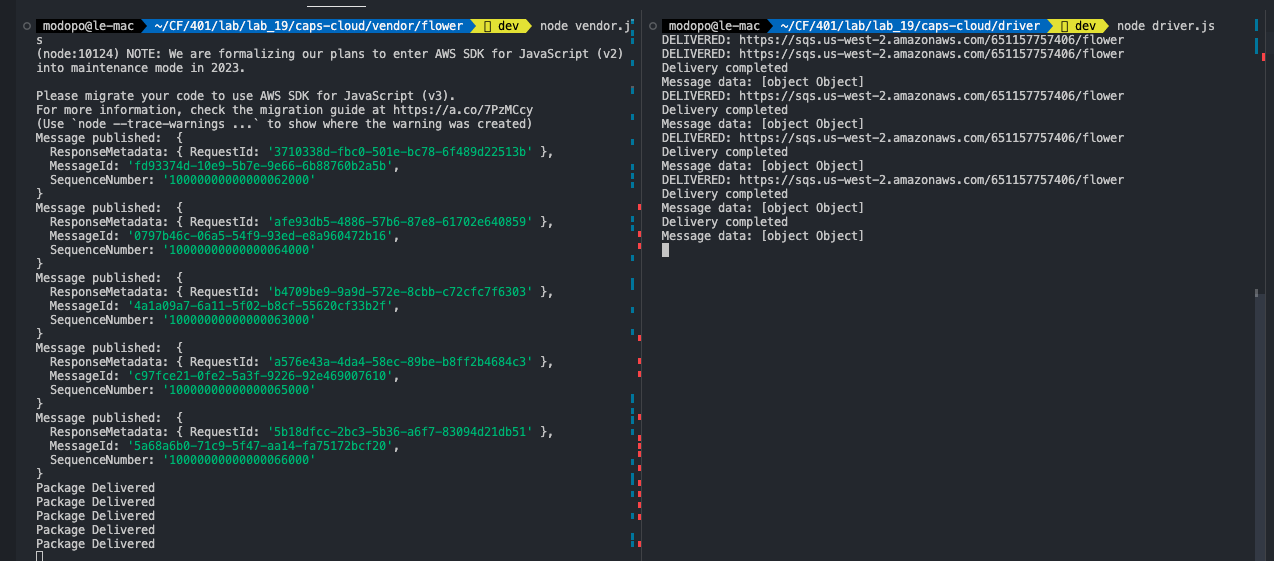 modopo@le-mac ~/CF/401/lab/lab_19/caps-cloud/vendor/flower dev node vendor.j
s
(node:10124) NOTE: We are formalizing our plans to enter AWS SDK for JavaScript (v2)
into maintenance mode in 2023.
Please migrate your code to use AWS SDK for JavaScript (v3).
For more information, check the migration guide at https://a.co/7PzMCcy
(Use `node --trace-warnings ...` to show where the warning was created)
Message published:  {
  ResponseMetadata: { RequestId: '3710338d-fbc0-501e-bc78-6f489d22513b' },
  MessageId: 'fd93374d-10e9-5b7e-9e66-6b88760b2a5b',
  SequenceNumber: '10000000000000062000'
}
Message published:  {
  ResponseMetadata: { RequestId: 'afe93db5-4886-57b6-87e8-61702e640859' },
  MessageId: '0797b46c-06a5-54f9-93ed-e8a960472b16',
  SequenceNumber: '10000000000000064000'
}
Message published:  {
  ResponseMetadata: { RequestId: 'b4709be9-9a9d-572e-8cbb-c72cfc7f6303' },
  MessageId: '4a1a09a7-6a11-5f02-b8cf-55620cf33b2f',
  SequenceNumber: '10000000000000063000'
}
Message published:  {
  ResponseMetadata: { RequestId: 'a576e43a-4da4-58ec-89be-b8ff2b4684c3' },
  MessageId: 'c97fce21-0fe2-5a3f-9226-92e469007610',
  SequenceNumber: '10000000000000065000'
}
Message published:  {
  ResponseMetadata: { RequestId: '5b18dfcc-2bc3-5b36-a6f7-83094d21db51' },
  MessageId: '5a68a6b0-71c9-5f47-aa14-fa75172bcf20',
  SequenceNumber: '10000000000000066000'
}
Package Delivered
Package Delivered
Package Delivered
Package Delivered
Package Delivered
modopo@le-mac ~/CF/401/lab/lab_19/caps-cloud/driver dev node driver.js
DELIVERED: https://sqs.us-west-2.amazonaws.com/651157757406/flower
DELIVERED: https://sqs.us-west-2.amazonaws.com/651157757406/flower
Delivery completed
Message data: [object Object]
DELIVERED: https://sqs.us-west-2.amazonaws.com/651157757406/flower
Delivery completed
Message data: [object Object]
DELIVERED: https://sqs.us-west-2.amazonaws.com/651157757406/flower
Delivery completed
Message data: [object Object]
DELIVERED: https://sqs.us-west-2.amazonaws.com/651157757406/flower
Delivery completed
Message data: [object Object]
Delivery completed
Message data: [object Object]